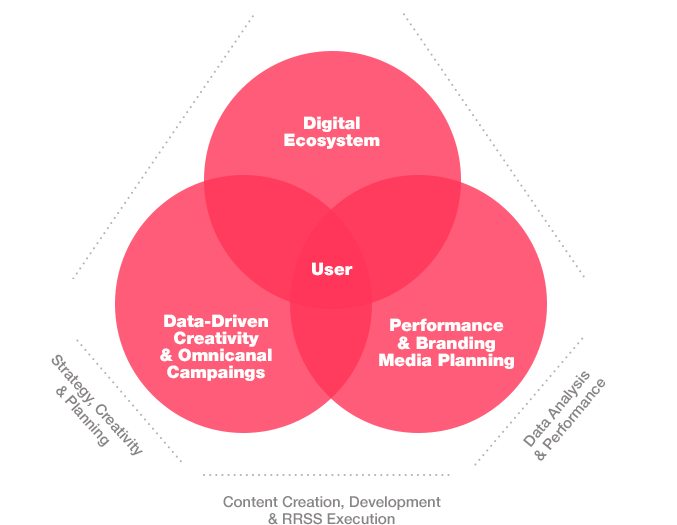 Digital
Ecosystem
User
Data-Driven
Creativity
& Omnicanal
Campaings
Performance
& Branding
Media Planning
Strategy, Creativity
& Planning
Data Analysis
& Performance
Content Creation, Development
& RRSS Execution